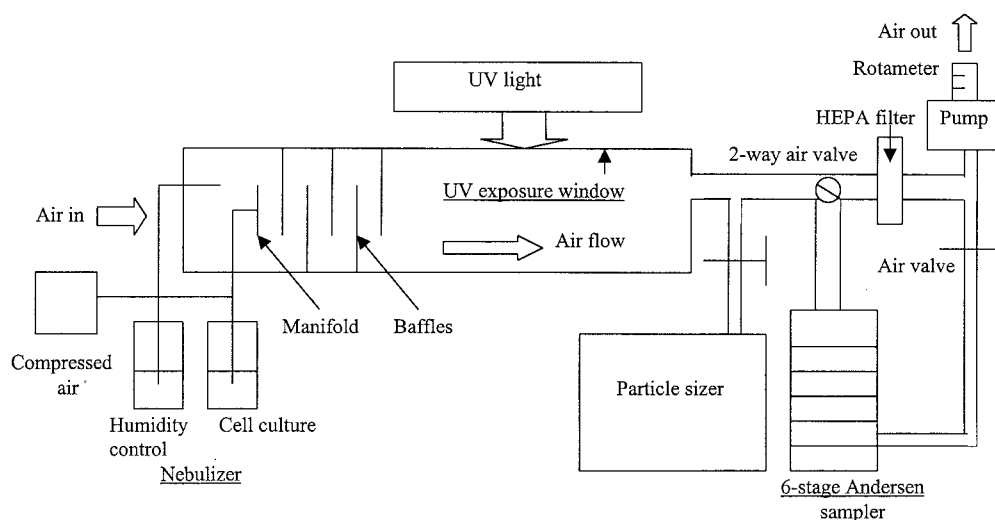 Air out
Rotameter
UV light
HEPA filter
Pump
2-way air valve
UV exposure window
Air in
Air flow
Air valve
Manifold
Baffles
Compressed
air
Particle sizer
Humidity
control
Cell culture
Nebulizer
6-stage Andersen
sampler